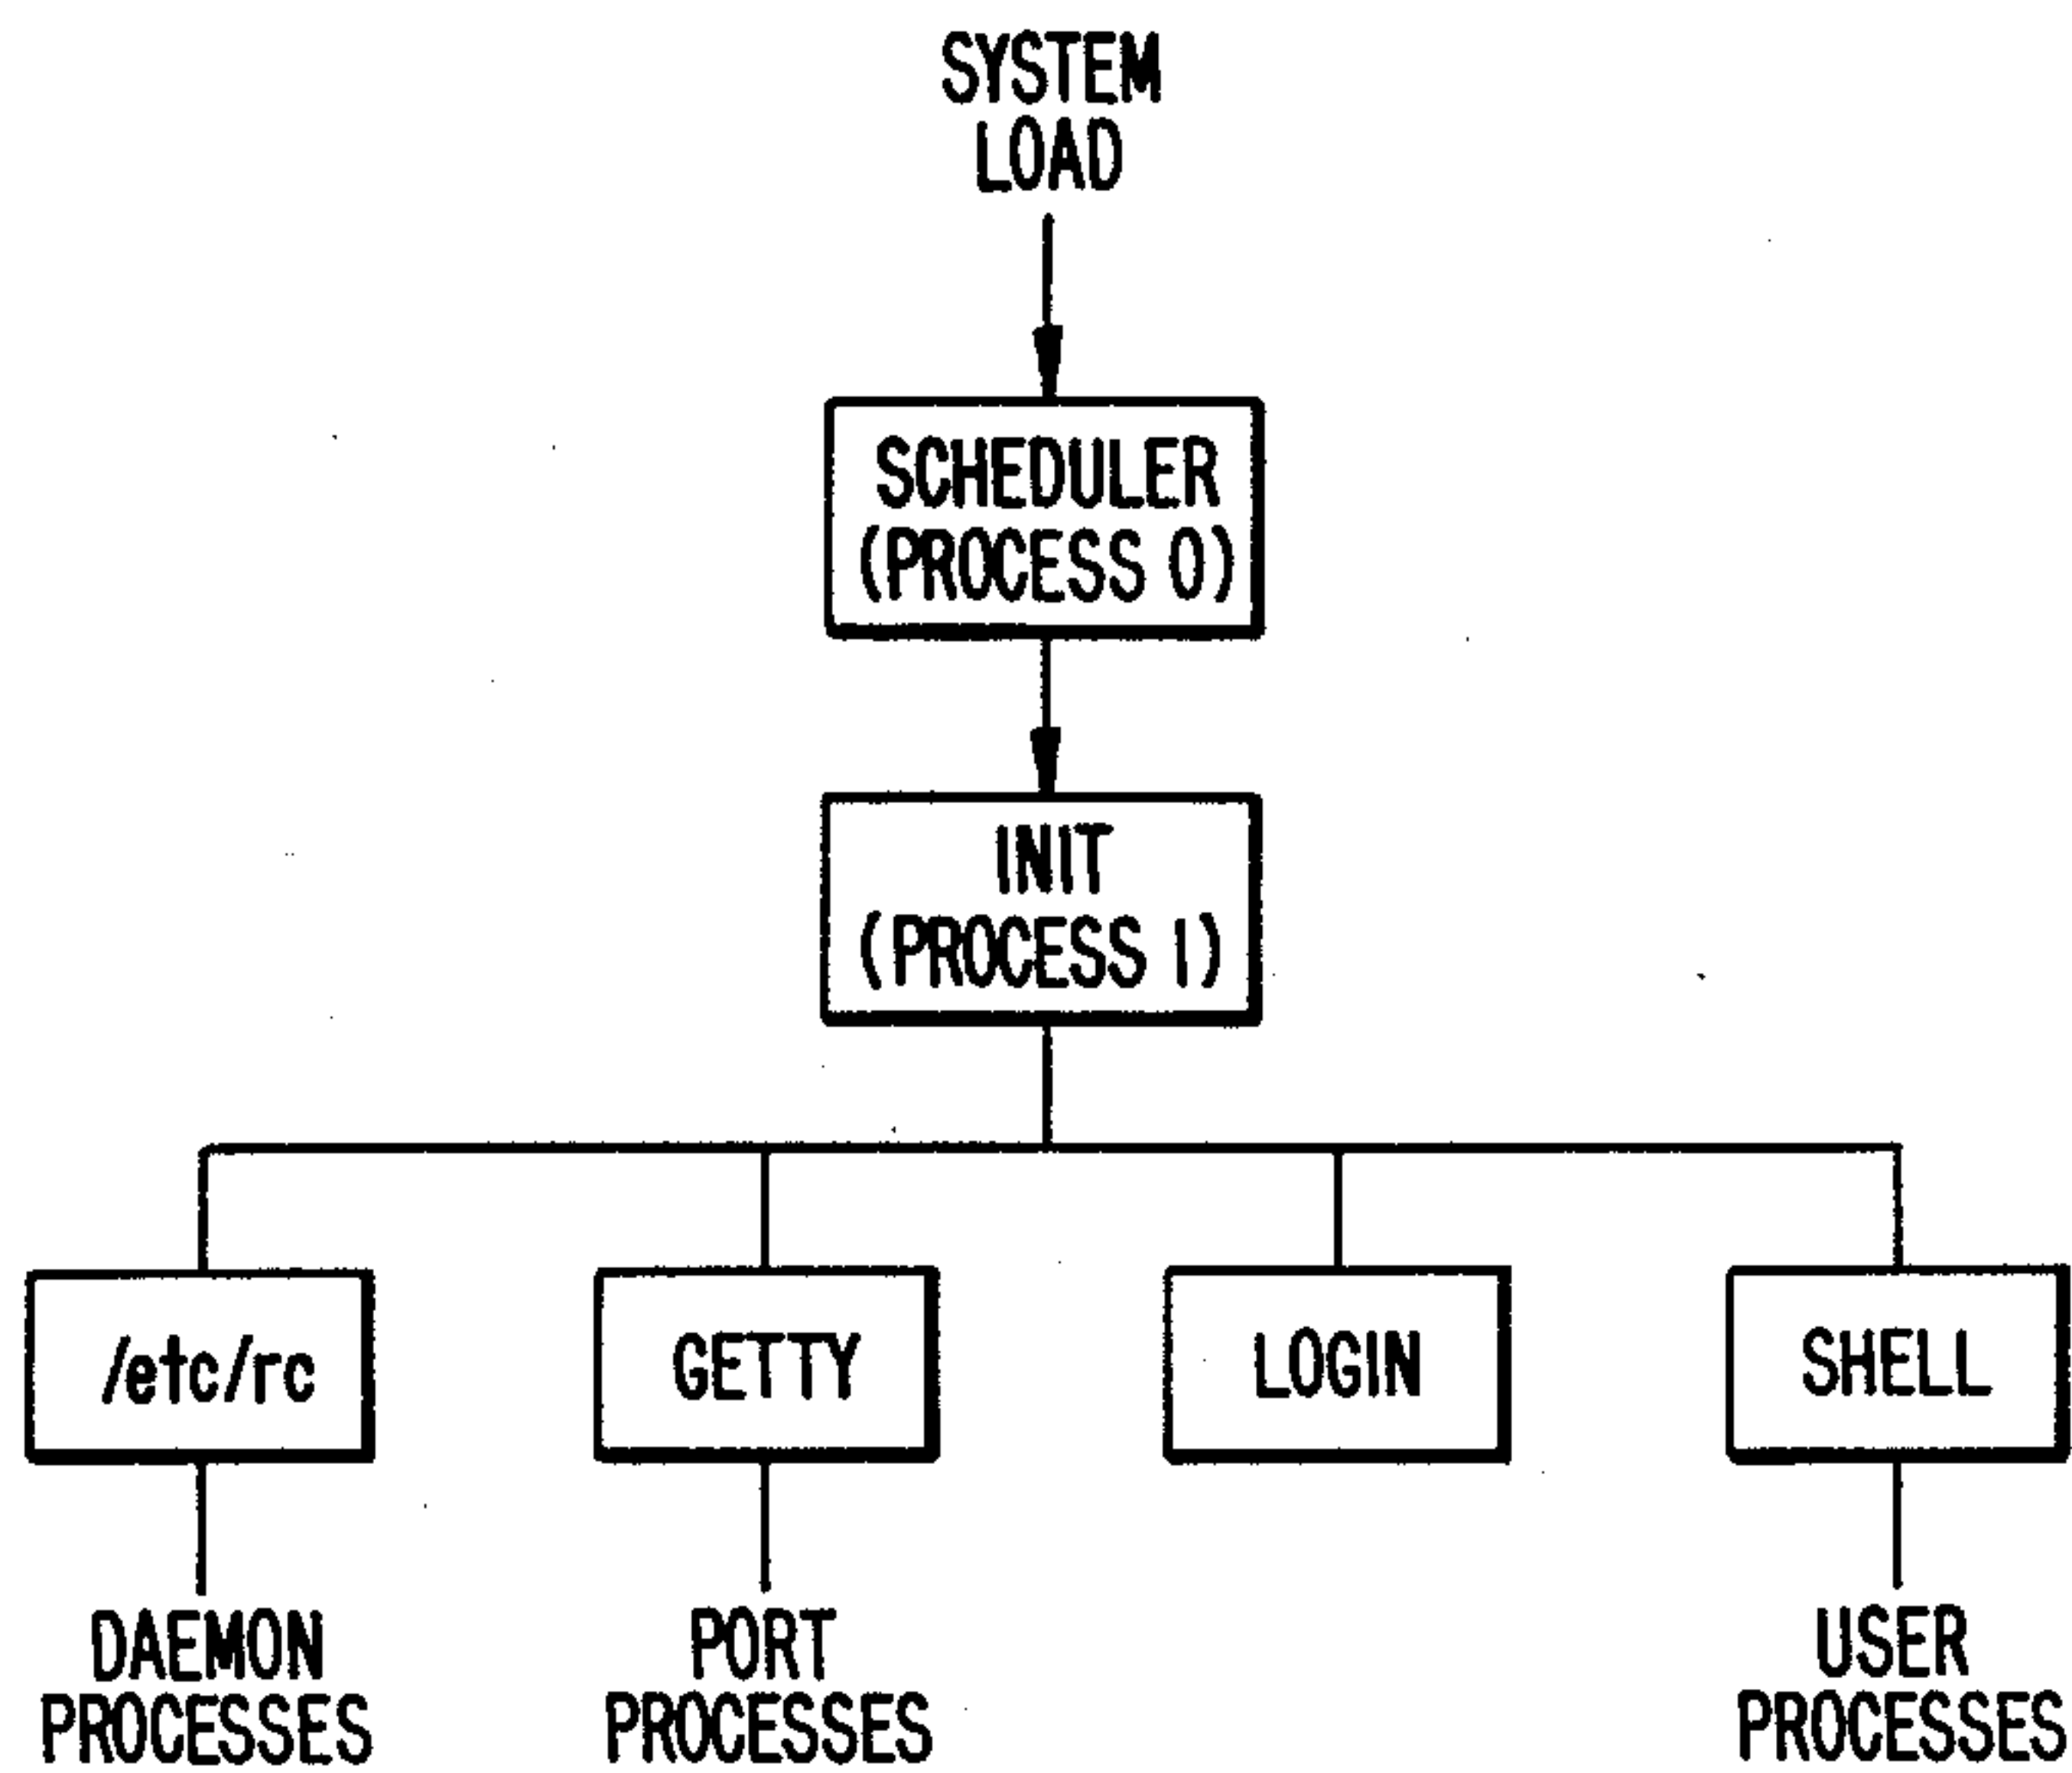 SYSTEM
LOAD
SCHEDULER
(PROCESS 0)
INIT
(PROCESS 1)
/etc/rc
GETTY
LOGIN
SHELL
DAEMON
PROCESSES
PORT
PROCESSES
USER
PROCESSES